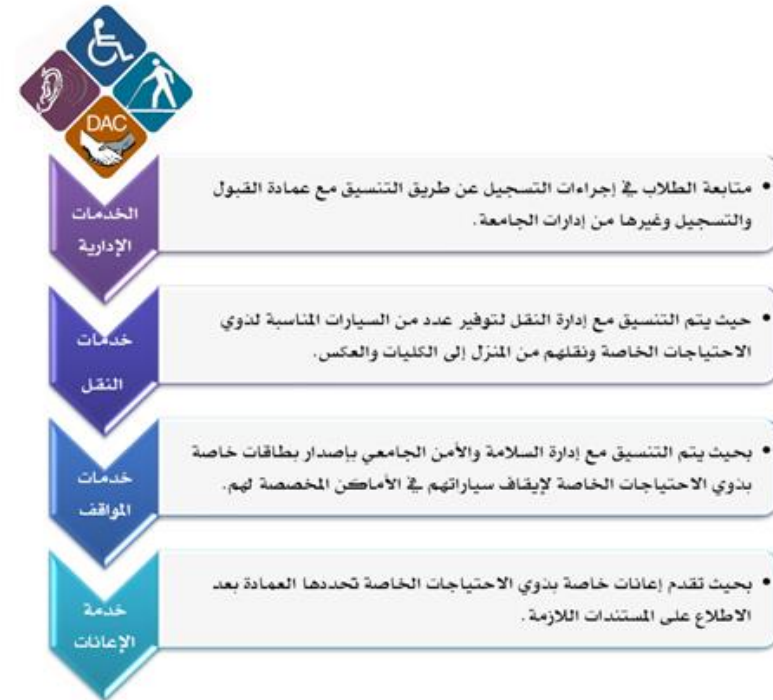 DAC
الخدمات
الإدارية
• متابعة الطلاب في إجراءات التسجيل عن طريق التنسيق مع عمادة القبول
والتسجيل وغيرها من إدارات الجامعة.
خدمات
النقل
• حيث يتم التنسيق مع إدارة النقل لتوفير عدد من السيارات المناسبة لذوي
الاحتياجات الخاصة ونقلهم من المنزل إلى الكليات والعكس.
خدمات
المواقف
• بحيث يتم التنسيق مع إدارة السلامة والأمن الجامعي بإصدار بطاقات خاصة
بذوي الاحتياجات الخاصة لإيقاف سياراتهم في الأماكن المخصصة لهم.
خدمة
الإعانات
• بحيث تقدم إعانات خاصة بذوي الاحتياجات الخاصة تحددها العمادة بعد
الاطلاع على المستندات اللازمة.